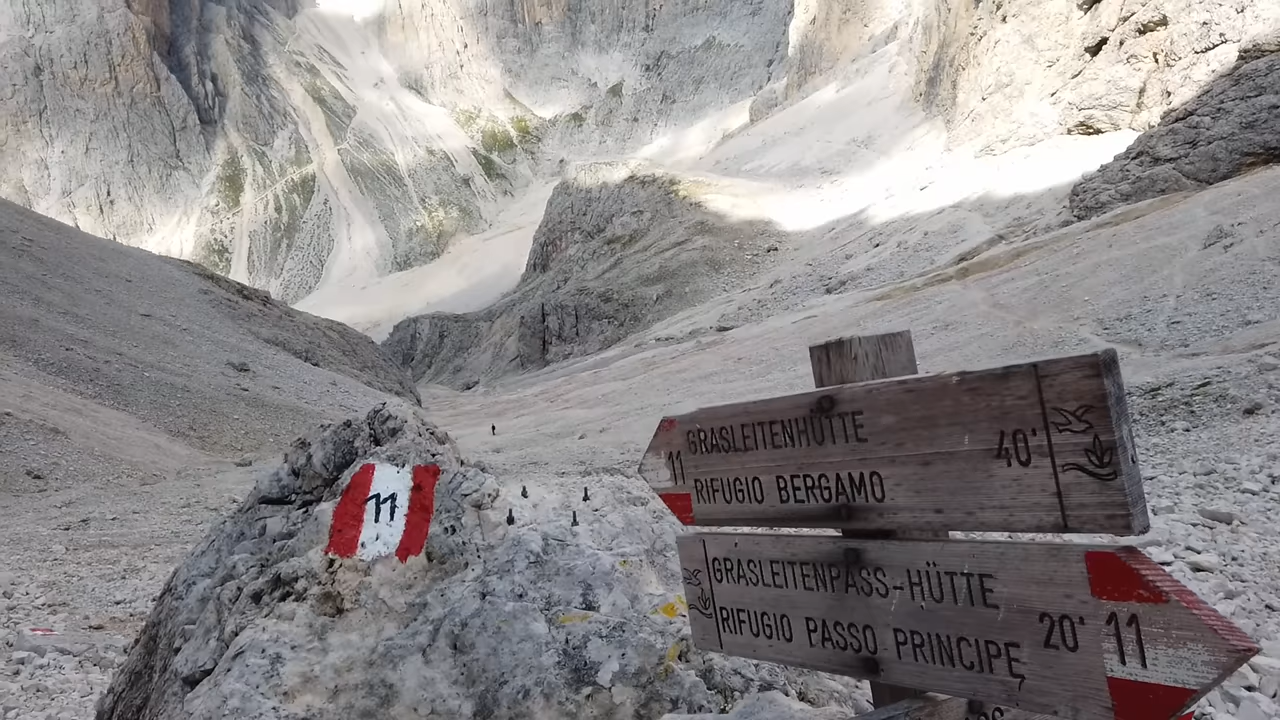 11
GRASLEITENHÜTTE
11 40'
RIFUGIO BERGAMO
GRASLEITENPASS-HÜTTE
RIFUGIO PASSO PRINCIPE 20' 11